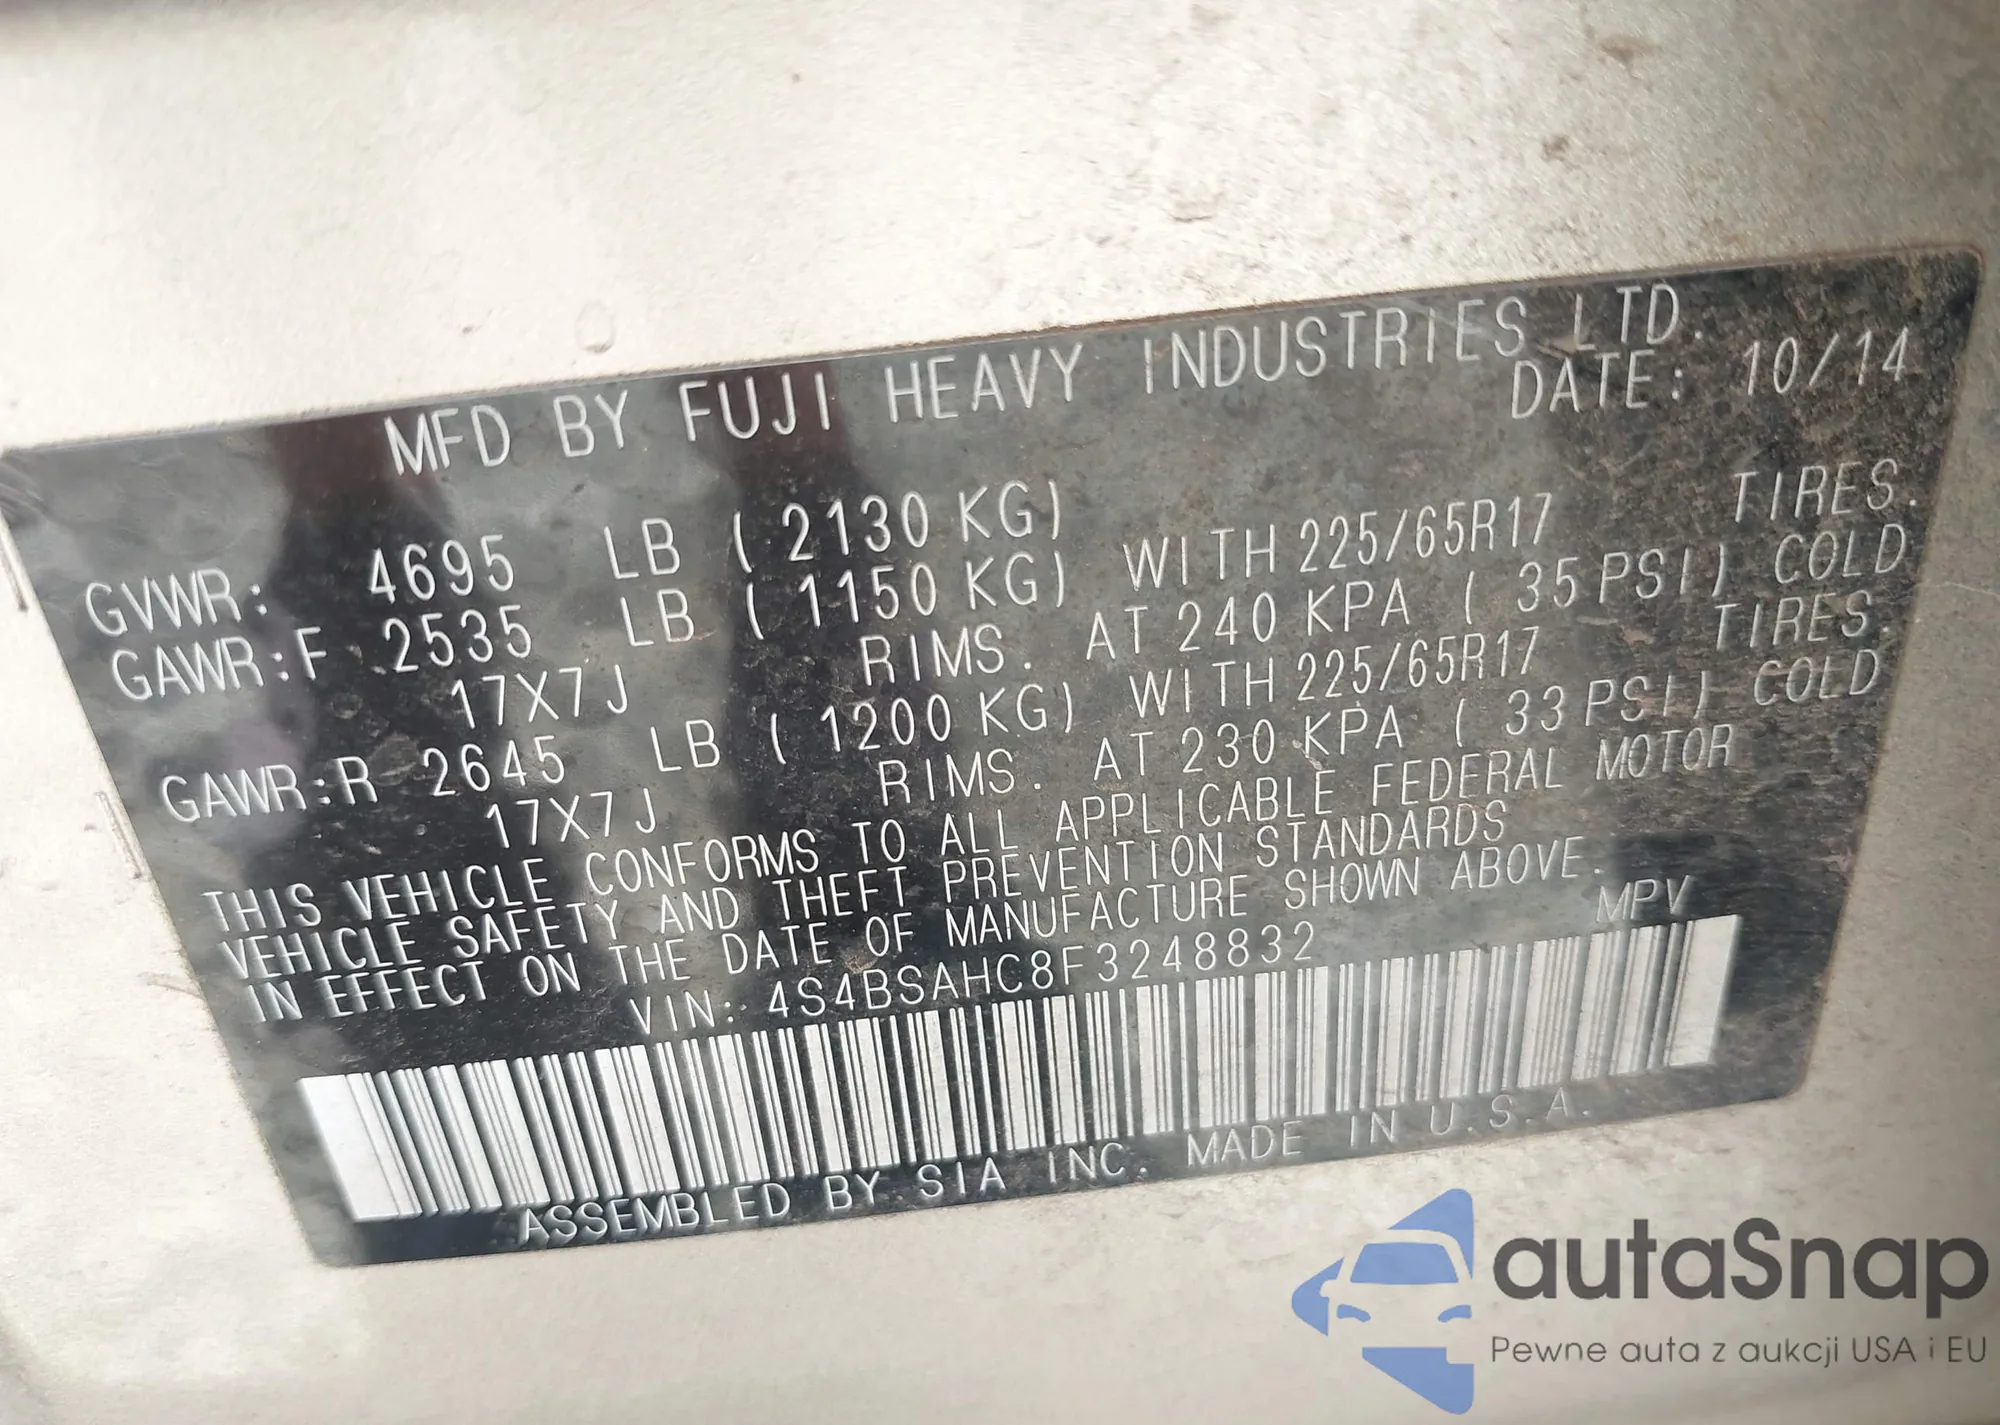 MFD BY FUJI HEAVY INDUSTRIES LTD.
DATE: 10/14
GVWR: 4695 LB ( 2130 KG)
GAWR:F 2535 LB ( 1150 KG) WITH 225/65R17 TIRES.
17X7J RIMS. AT 240 KPA ( 35 PSI) COLD
GAWR:R 2645 LB ( 1200 KG) WITH 225/65R17 TIRES.
17X7J RIMS. AT 230 KPA ( 33 PSI) COLD
THIS VEHICLE CONFORMS TO ALL APPLICABLE FEDERAL MOTOR
VEHICLE SAFETY AND THEFT PREVENTION STANDARDS
IN EFFECT ON THE DATE OF MANUFACTURE SHOWN ABOVE.
VIN: 4S4BSAHC8F3248832 MPV
ASSEMBLED BY SIA INC. MADE IN U.S.A.
autaSnap
Pewne auta z aukcji USA i EU